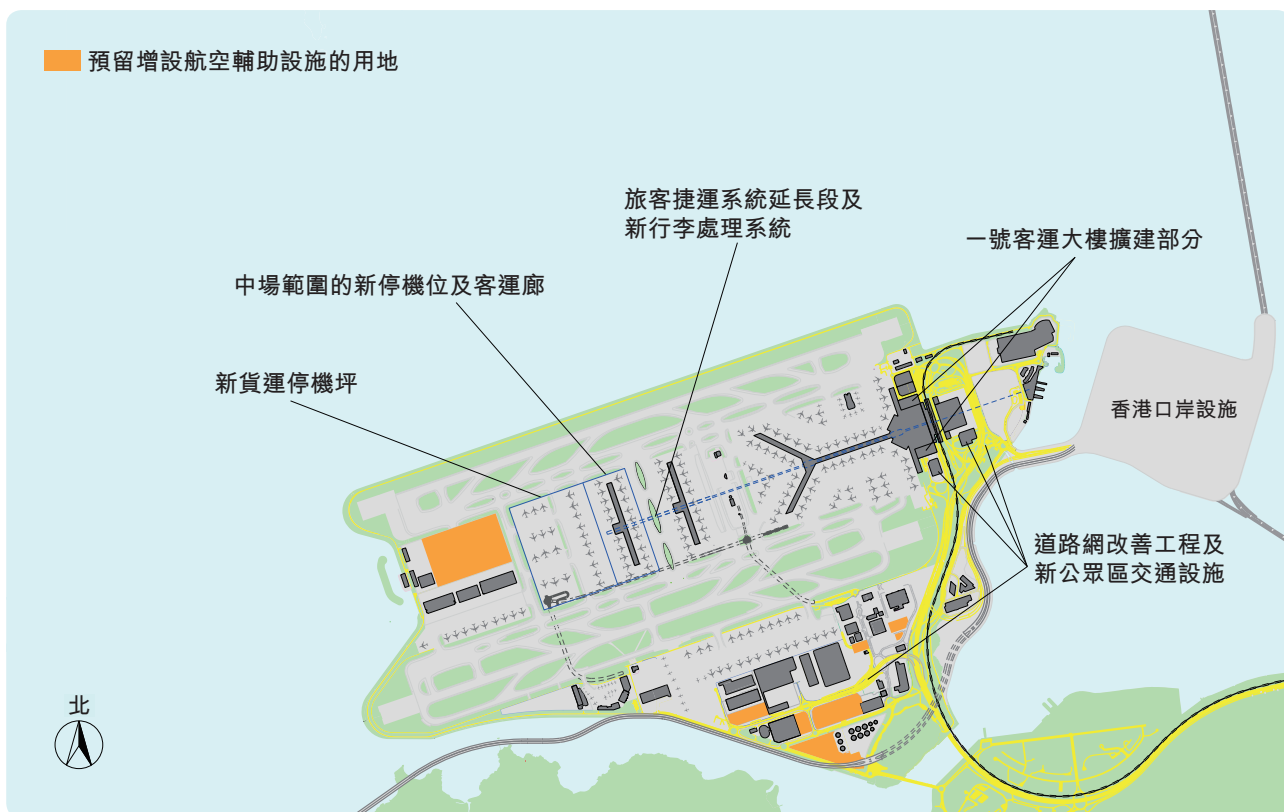 預留增設航空輔助設施的用地
旅客捷運系統延長段及
新行李處理系統
一號客運大樓擴建部分
中場範圍的新停機位及客運廊
新貨運停機坪
香港口岸設施
道路網改善工程及
新公眾區交通設施
北